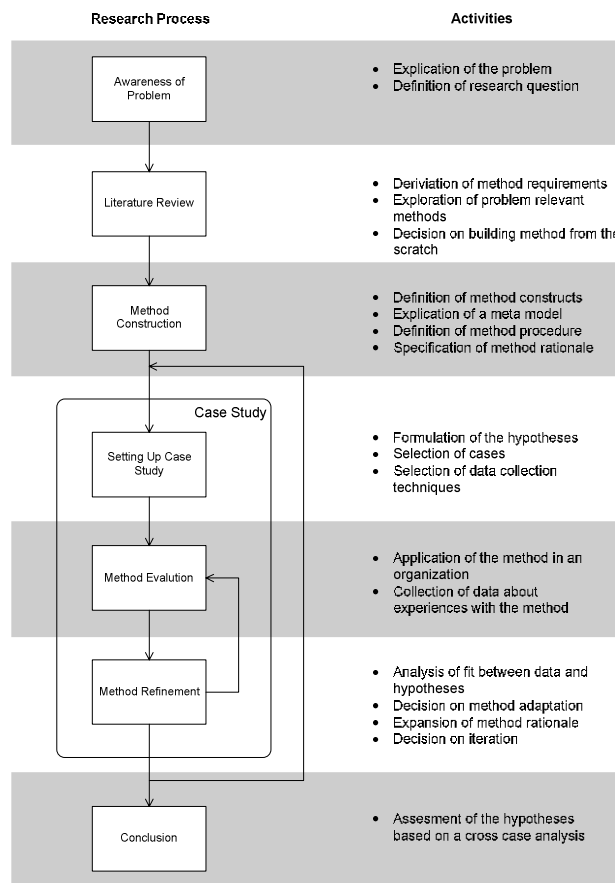 Research Process
Activities
Awareness of
Problem
• Explication of the problem
• Definition of research question
Literature Review
• Deriviation of method requirements
• Exploration of problem relevant
methods
• Decision on building method from the
scratch
Method
Construction
• Definition of method constructs
• Explication of a meta model
• Definition of method procedure
• Specification of method rationale
Case Study
Setting Up Case
Study
• Formulation of the hypotheses
• Selection of cases
• Selection of data collection
techniques
Method Evalution
• Application of the method in an
organization
• Collection of data about
experiences with the method
Method Refinement
• Analysis of fit between data and
hypotheses
• Decision on method adaptation
• Expansion of method rationale
• Decision on iteration
Conclusion
• Assesment of the hypotheses
based on a cross case analysis